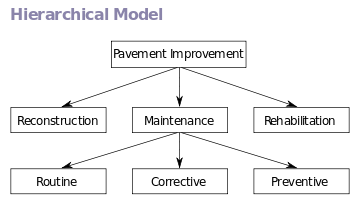 Hierarchical Model
Pavement Improvement
Reconstruction
Maintenance
Rehabilitation
Routine
Corrective
Preventive